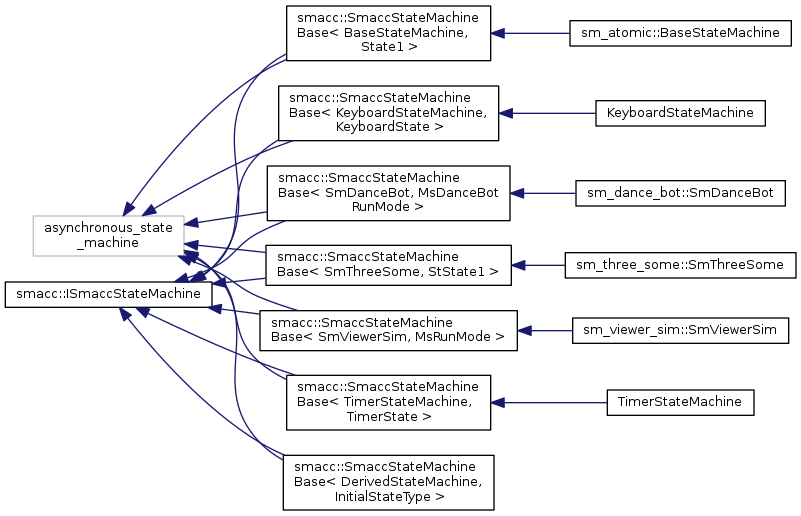 smacc::SmaccStateMachine
Base< BaseStateMachine,
State1 >
sm_atomic::BaseStateMachine
smacc::SmaccStateMachine
Base< KeyboardStateMachine,
KeyboardState >
KeyboardStateMachine
smacc::SmaccStateMachine
Base< SmDanceBot, MsDanceBot
RunMode >
sm_dance_bot::SmDanceBot
asynchronous_state
_machine
smacc::SmaccStateMachine
Base< SmThreeSome, StState1 >
sm_three_some::SmThreeSome
smacc::ISmaccStateMachine
smacc::SmaccStateMachine
Base< SmViewerSim, MsRunMode >
sm_viewer_sim::SmViewerSim
smacc::SmaccStateMachine
Base< TimerStateMachine,
TimerState >
TimerStateMachine
smacc::SmaccStateMachine
Base< DerivedStateMachine,
InitialStateType >